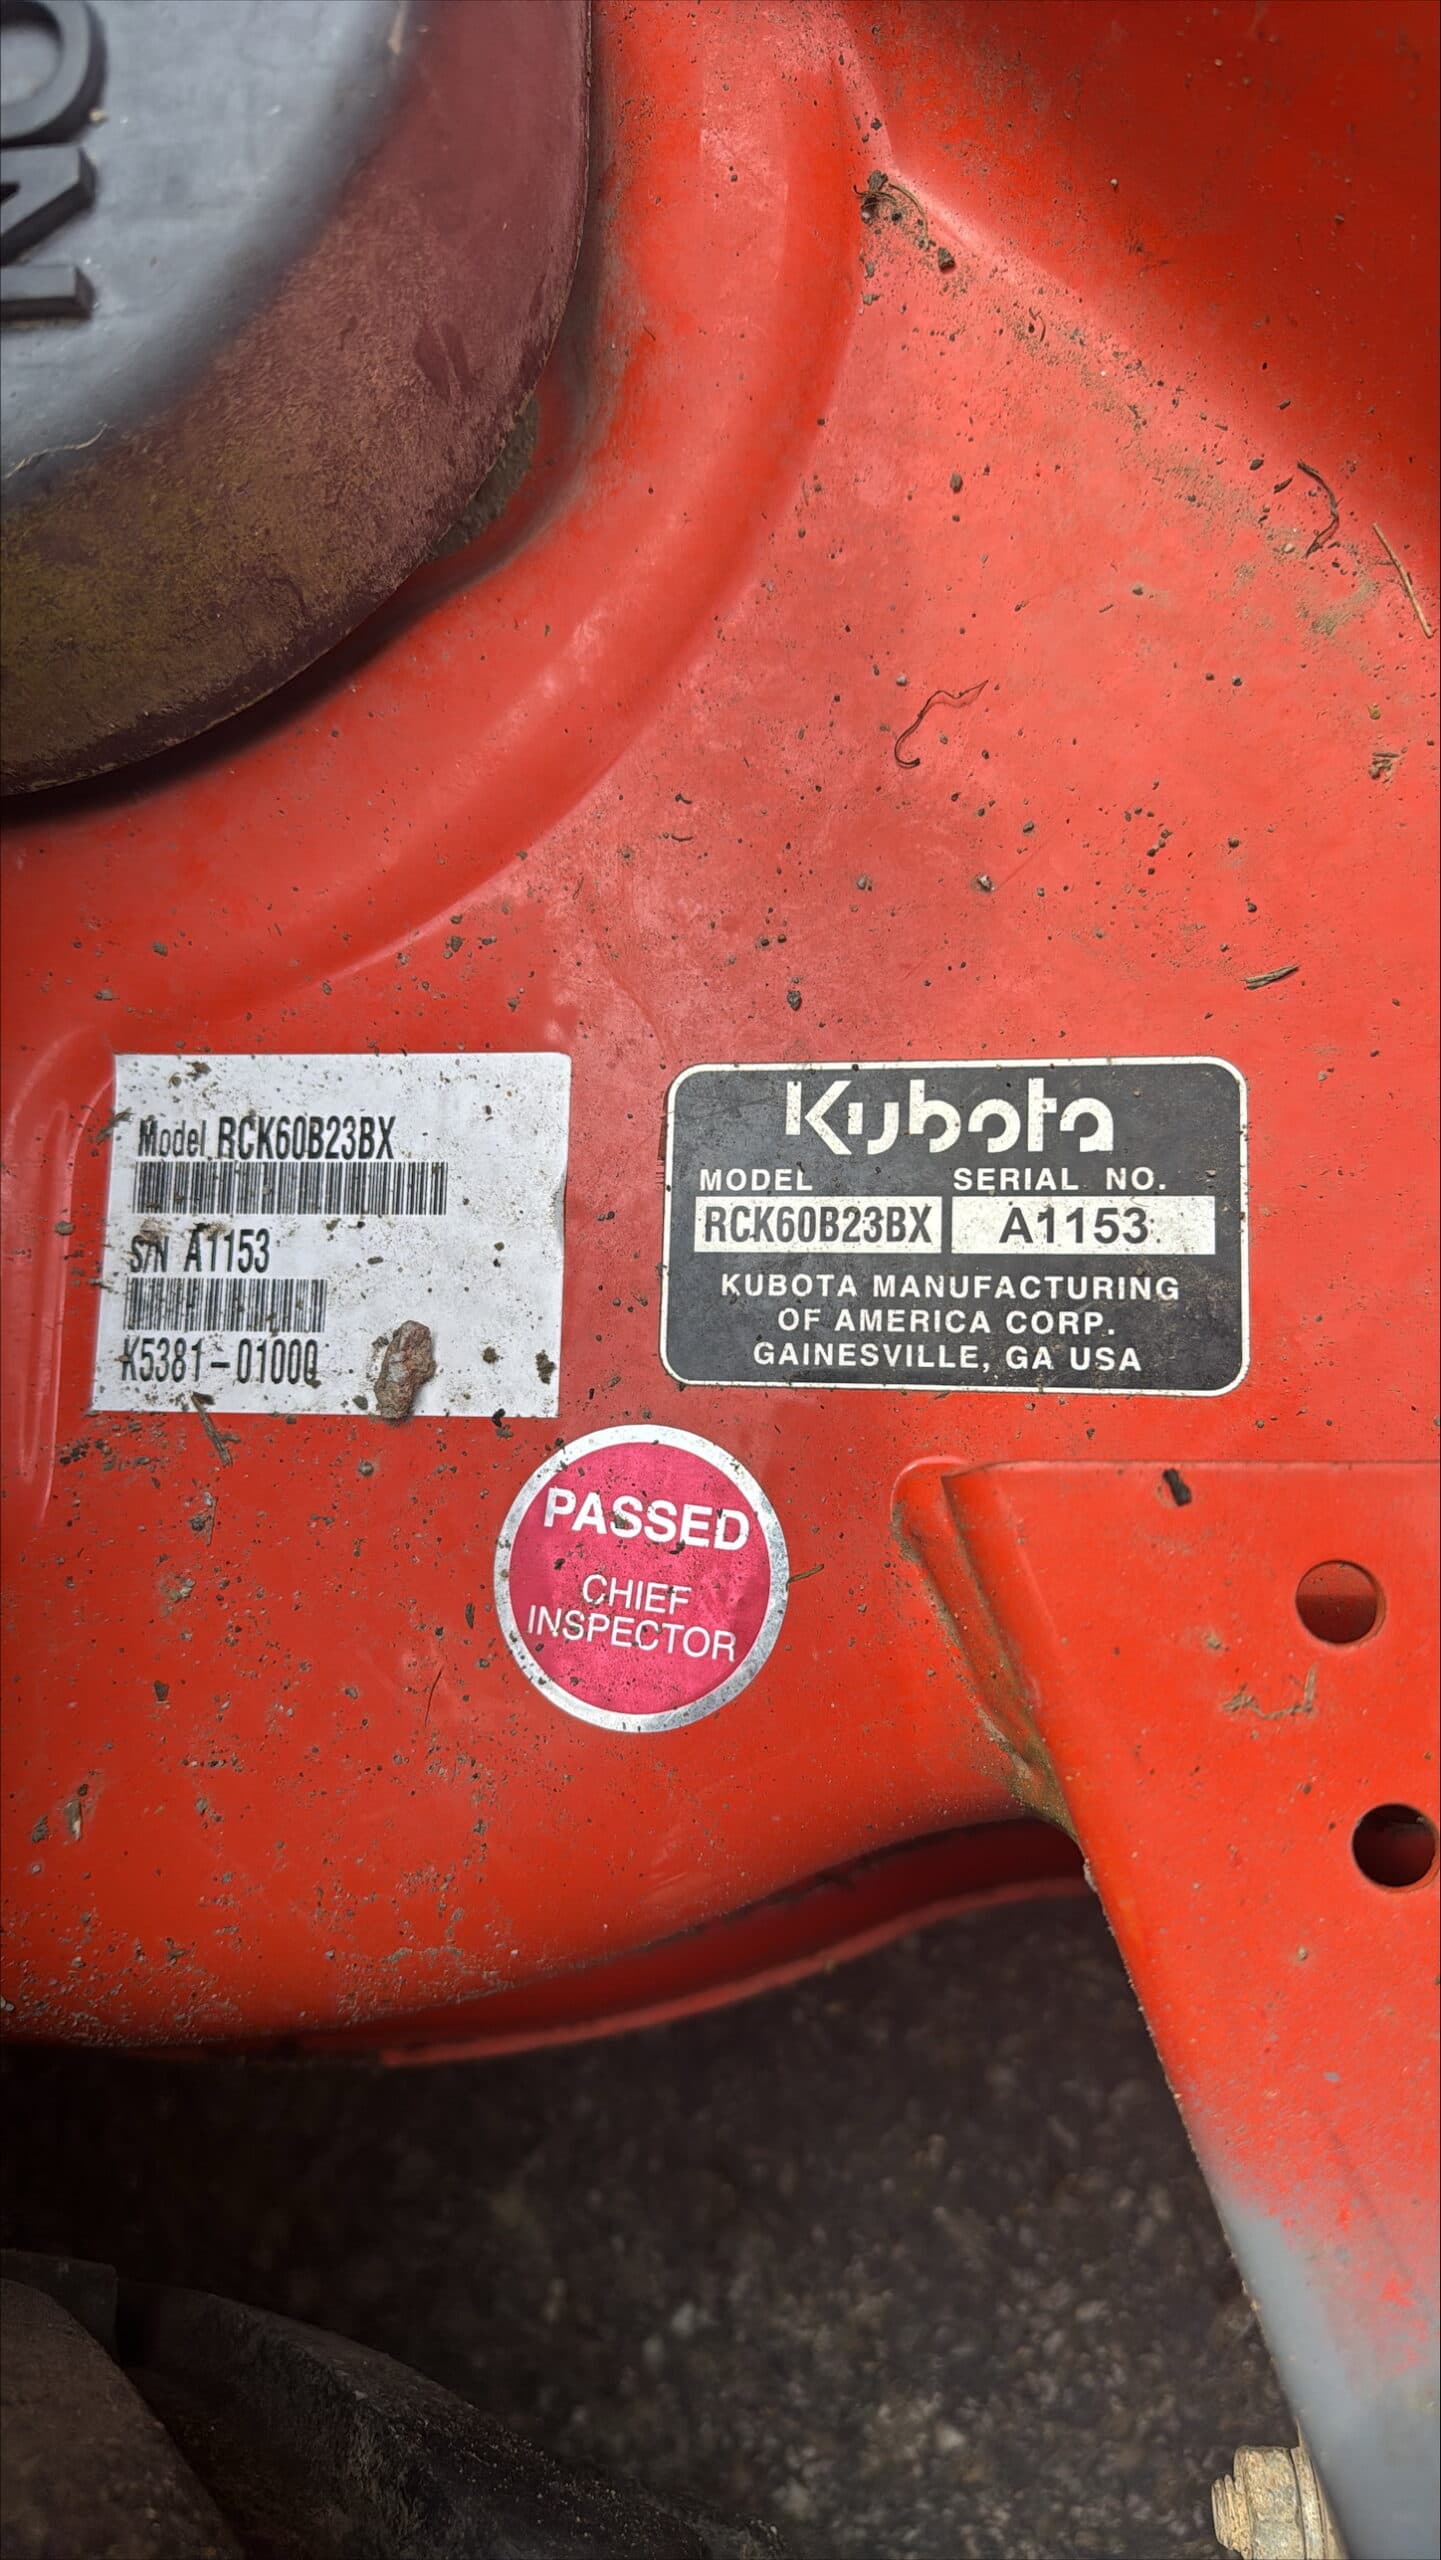 Model RCK60B23BX
S/N A1153
K5381-01000
Kubota
MODEL SERIAL NO.
RCK60B23BX A1153
KUBOTA MANUFACTURING
OF AMERICA CORP.
GAINESVILLE, GA USA
PASSED
CHIEF
INSPECTOR